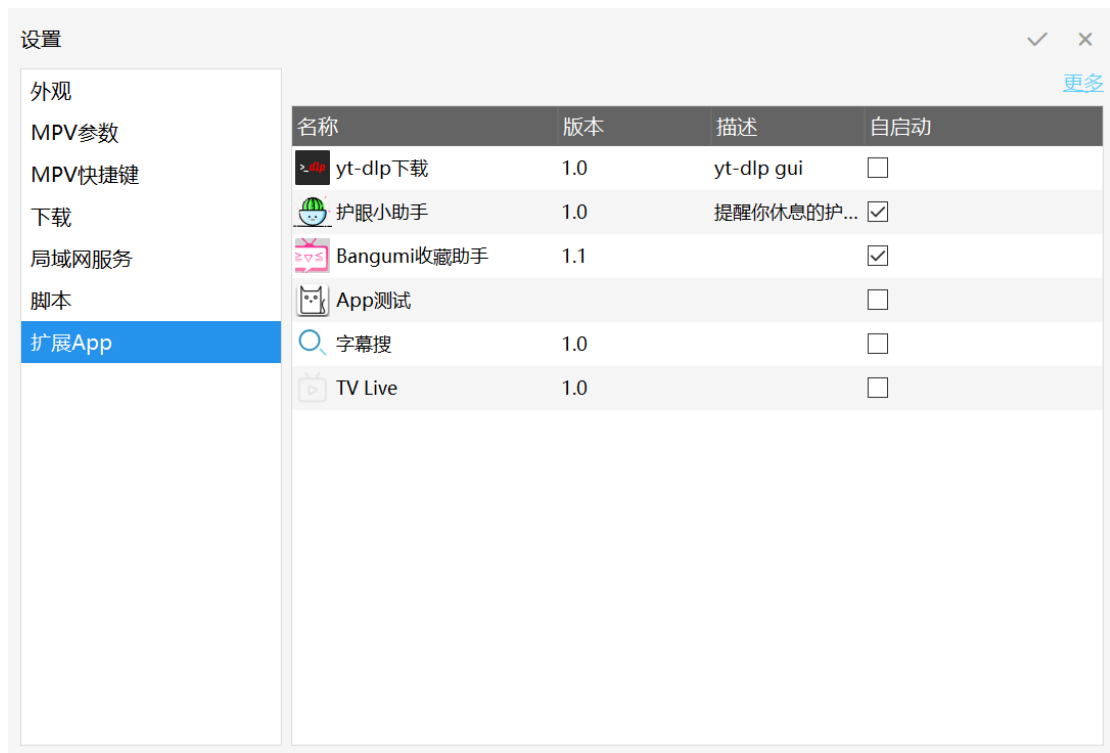 设置
更多
外观
MPV参数
MPV快捷键
下载
局域网服务
脚本
扩展App
名称 版本 描述 自启动
yt-dlp下载 1.0 yt-dlp gui
护眼小助手 1.0 提醒你休息的护...
Bangumi收藏助手 1.1
App测试
字幕搜 1.0
TV Live 1.0